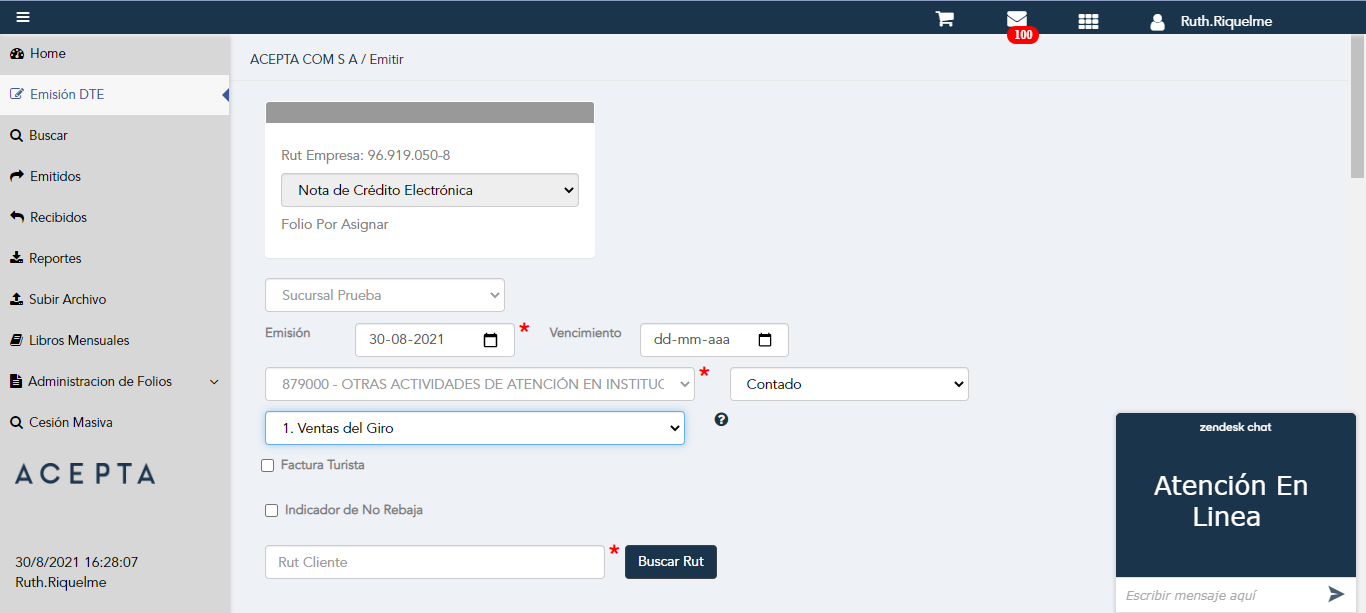 Ruth.Riquelme
100
Home
Emisión DTE
Buscar
Emitidos
Recibidos
Reportes
Subir Archivo
Libros Mensuales
Administracion de Folios
Cesión Masiva
ACEPTA
30/8/2021 16:28:07
Ruth.Riquelme
ACEPTA COM S A / Emitir
Rut Empresa: 96.919.050-8
Nota de Crédito Electrónica
Folio Por Asignar
Sucursal Prueba
Emisión 30-08-2021 * Vencimiento dd-mm-aaa
879000 - OTRAS ACTIVIDADES DE ATENCIÓN EN INSTITUC * Contado
1. Ventas del Giro
Factura Turista
Indicador de No Rebaja
Rut Cliente * Buscar Rut
zendesk chat
Atención En
Linea
Escribir mensaje aquí